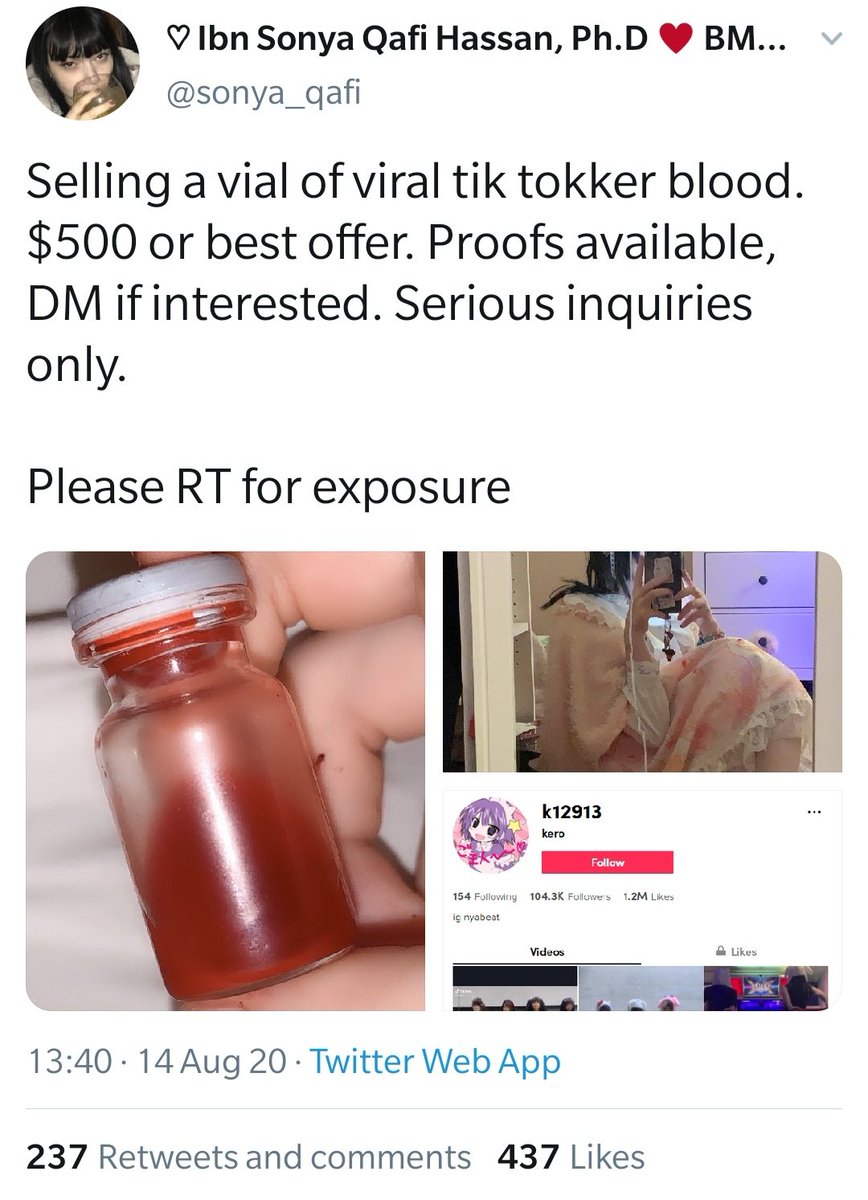 ♡ Ibn Sonya Qafi Hassan, Ph.D ♥ BM...
@sonya_qafi
Selling a vial of viral tik tokker blood.
$500 or best offer. Proofs available,
DM if interested. Serious inquiries
only.
Please RT for exposure
k12913
kero
Follow
154 Following 104.3K Followers 1.2M Likes
ig nyabeat
Videos Likes
13:40 · 14 Aug 20 · Twitter Web App
237 Retweets and comments 437 Likes